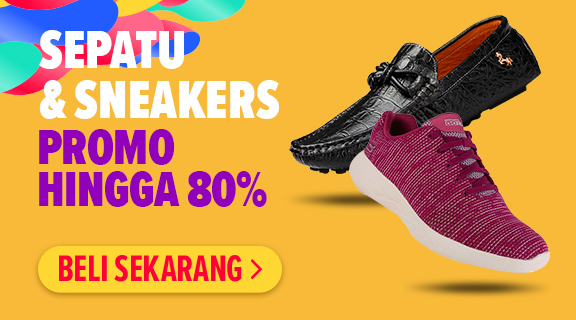 SEPATU
& SNEAKERS
PROMO
HINGGA 80%
BELI SEKARANG >